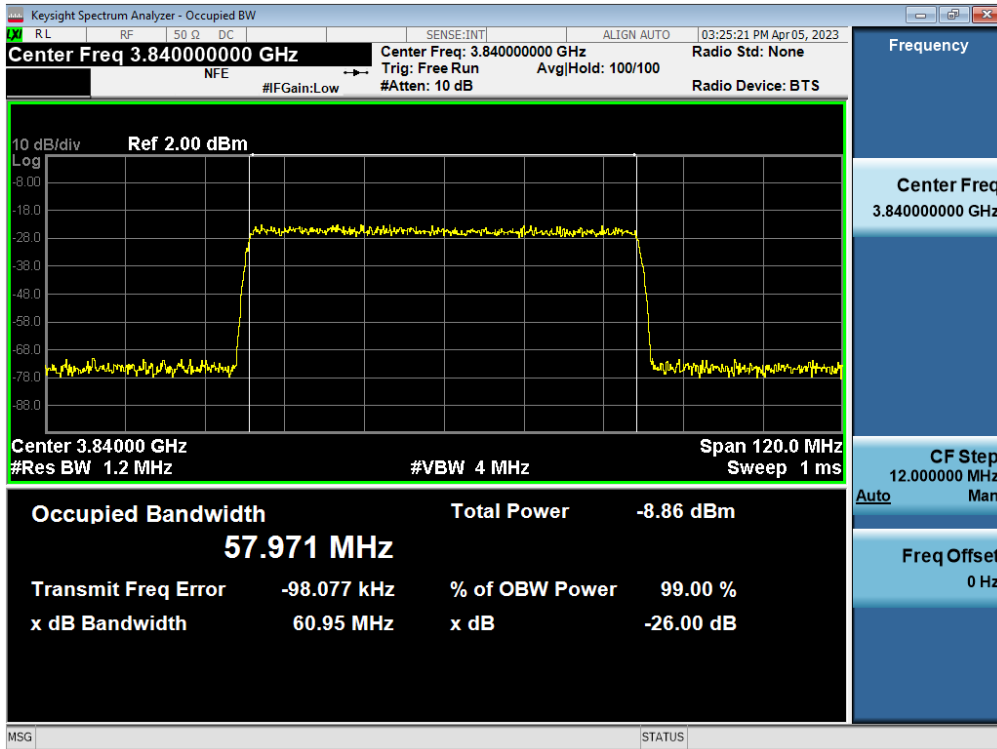 Keysight Spectrum Analyzer - Occupied BW
LXI RL RF 50 Ω DC SENSE:INT ALIGN AUTO 03:25:21 PM Apr 05, 2023
Center Freq 3.840000000 GHz
NFE
#IFGain:Low
Center Freq: 3.840000000 GHz
Trig: Free Run Avg|Hold: 100/100
#Atten: 10 dB
Radio Std: None
Radio Device: BTS
10 dB/div Ref 2.00 dBm
Log
-8.00
-18.0
-28.0
-38.0
-48.0
-58.0
-68.0
-78.0
-88.0
Center 3.84000 GHz Span 120.0 MHz
#Res BW 1.2 MHz #VBW 4 MHz Sweep 1 ms
Occupied Bandwidth Total Power -8.86 dBm
57.971 MHz
Transmit Freq Error -98.077 kHz % of OBW Power 99.00 %
x dB Bandwidth 60.95 MHz x dB -26.00 dB
MSG STATUS
Frequency
Center Freq
3.840000000 GHz
CF Step
12.000000 MHz
Auto Man
Freq Offset
0 Hz